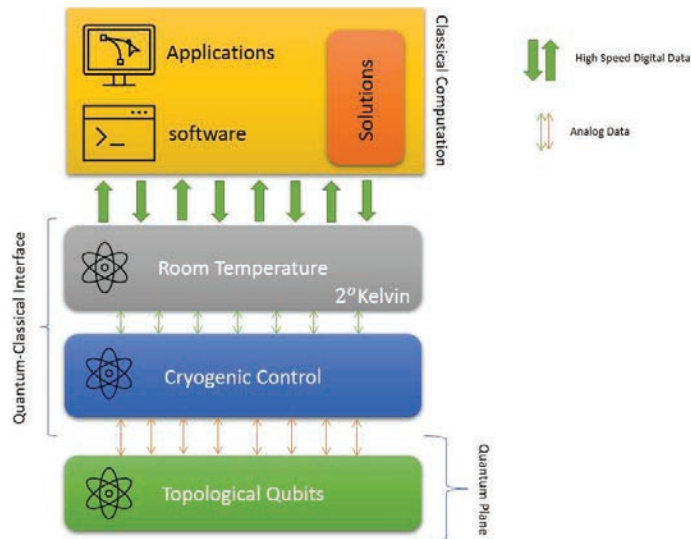 Applications
software
Solutions
Classical Computation
High Speed Digital Data
Analog Data
Quantum-Classical Interface
Room Temperature
2°Kelvin
Cryogenic Control
Topological Qubits
Quantum Plane